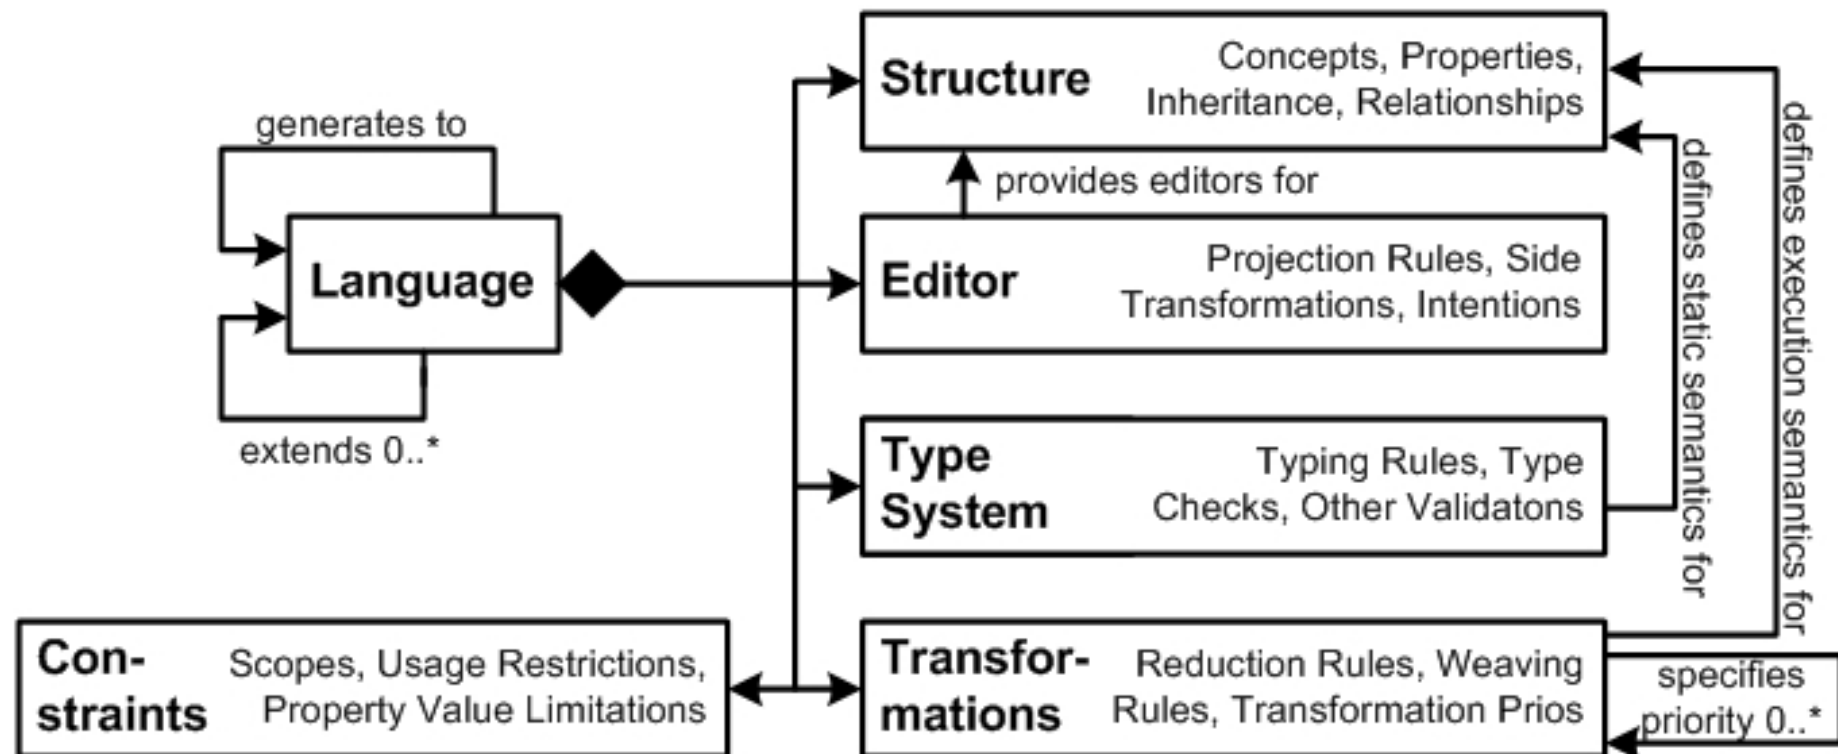 generates to
Language
extends 0..*
Structure
Concepts, Properties,
Inheritance, Relationships
provides editors for
Editor
Projection Rules, Side
Transformations, Intentions
Type
System
Typing Rules, Type
Checks, Other Validatons
defines static semantics for
defines execution semantics for
Con-
straints
Scopes, Usage Restrictions,
Property Value Limitations
Transfor-
mations
Reduction Rules, Weaving
Rules, Transformation Prios
specifies
priority 0..*